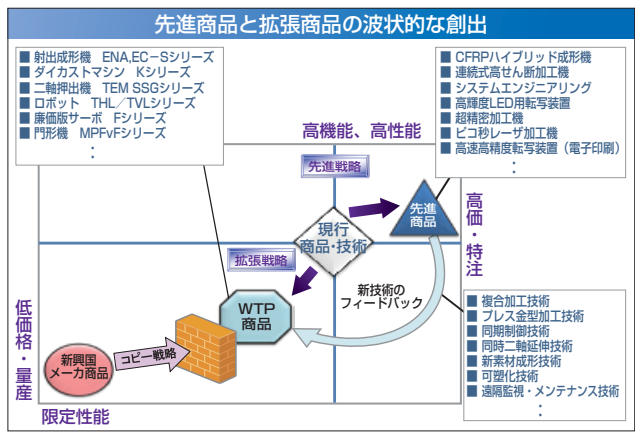 先進商品と拡張商品の波状的な創出
■ 射出成形機　ENA,EC－Sシリーズ
■ ダイカストマシン　Kシリーズ
■ 二軸押出機　TEM SSGシリーズ
■ ロボット　THL／TVLシリーズ
■ 廉価版サーボ　Fシリーズ
■ 門形機　MPFvFシリーズ
：
■ CFRPハイブリッド成形機
■ 連続式高せん断加工機
■ システムエンジニアリング
■ 高輝度LED用転写装置
■ 超精密加工機
■ ピコ秒レーザ加工機
■ 高速高精度転写装置（電子印刷）
：
高機能、高性能
先進戦略
先進
商品
高価・特注
現行
商品・技術
拡張戦略
新技術の
フィードバック
WTP
商品
低価格・量産
コピー戦略
新興国
メーカ商品
限定性能
■ 複合加工技術
■ プレス金型加工技術
■ 同期制御技術
■ 同時二軸延伸技術
■ 新素材成形技術
■ 可塑化技術
■ 遠隔監視・メンテナンス技術
：